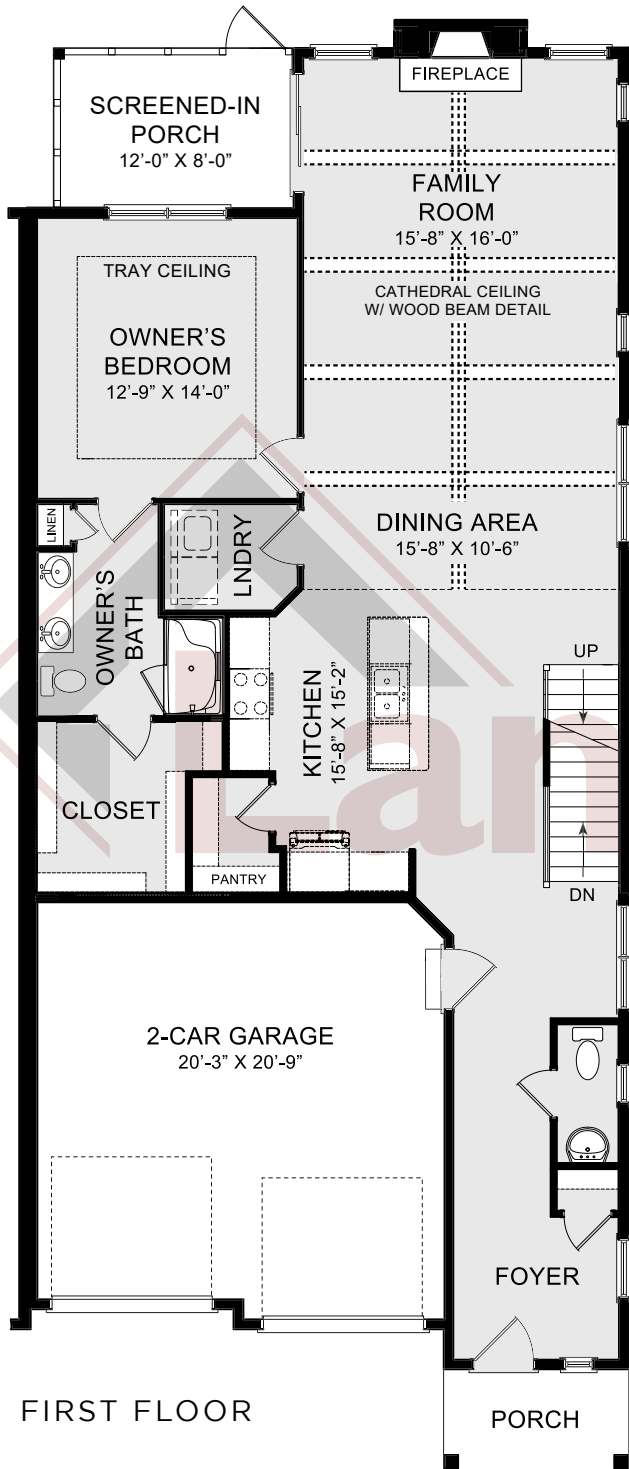 FIREPLACE
SCREENED-IN
PORCH
12'-0" X 8'-0"
FAMILY
ROOM
15'-8" X 16'-0"
CATHEDRAL CEILING
W/ WOOD BEAM DETAIL
TRAY CEILING
OWNER'S
BEDROOM
12'-9" X 14'-0"
LINEN
LNDRY
DINING AREA
15'-8" X 10'-6"
OWNER'S
BATH
KITCHEN
15'-8" X 15'-2"
UP
Lan
CLOSET
PANTRY
DN
2-CAR GARAGE
20'-3" X 20'-9"
FOYER
FIRST FLOOR
PORCH